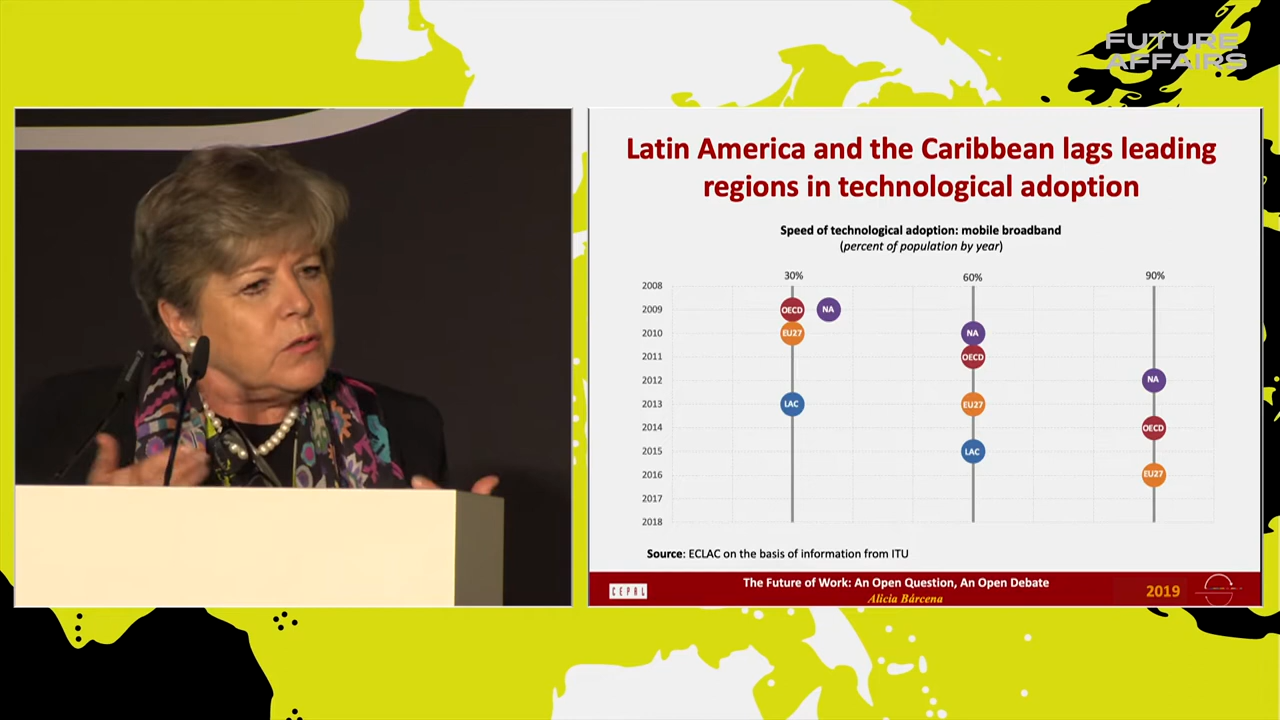 FUTURE
AFFAIRS
Latin America and the Caribbean lags leading
regions in technological adoption
Speed of technological adoption: mobile broadband
(percent of population by year)
30% 60% 90%
2008
2009 OECD NA
2010 EU27 NA
2011 OECD
2012 NA
2013 LAC EU27
2014 OECD
2015 LAC
2016 EU27
2017
2018
Source: ECLAC on the basis of information from ITU
CEPAL
The Future of Work: An Open Question, An Open Debate
Alicia Bárcena
2019